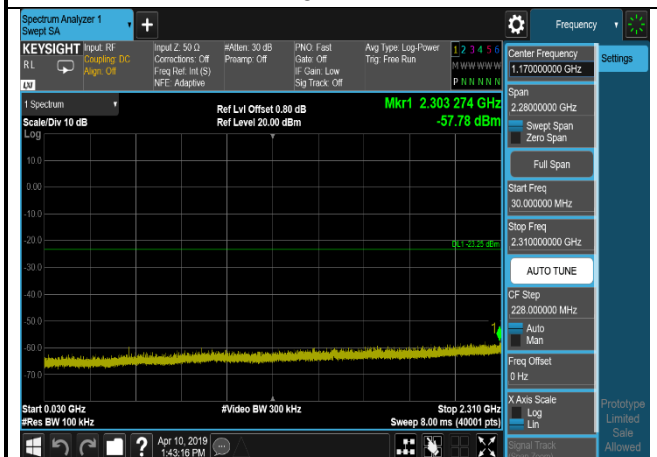 Spectrum Analyzer 1
Swept SA
+
Frequency
KEYSIGHT
RL
LXI
Input: RF
Coupling: DC
Align: Off
Input Z: 50 Ω
Corrections: Off
Freq Ref: Int (S)
NFE: Adaptive
#Atten: 30 dB
Preamp: Off
PNO: Fast
Gate: Off
IF Gain: Low
Sig Track: Off
Avg Type: Log-Power
Trig: Free Run
1 2 3 4 5 6
M W W W W W
P N N N N N
1 Spectrum
Scale/Div 10 dB
Log
Ref Lvl Offset 0.80 dB
Ref Level 20.00 dBm
Mkr1 2.303 274 GHz
-57.78 dBm
10.0
0.00
-10.0
-20.0
DL1 -23.25 dBm
-30.0
-40.0
-50.0
1
-60.0
-70.0
Start 0.030 GHz
#Res BW 100 kHz
#Video BW 300 kHz
Stop 2.310 GHz
Sweep 8.00 ms (40001 pts)
Apr 10, 2019
1:43:16 PM
?
Center Frequency
1.170000000 GHz
Span
2.28000000 GHz
Swept Span
Zero Span
Full Span
Start Freq
30.000000 MHz
Stop Freq
2.310000000 GHz
AUTO TUNE
CF Step
228.000000 MHz
Auto
Man
Freq Offset
0 Hz
X Axis Scale
Log
Lin
Signal Track
(Span Zoom)
Settings
Prototype
Limited
Sale
Allowed